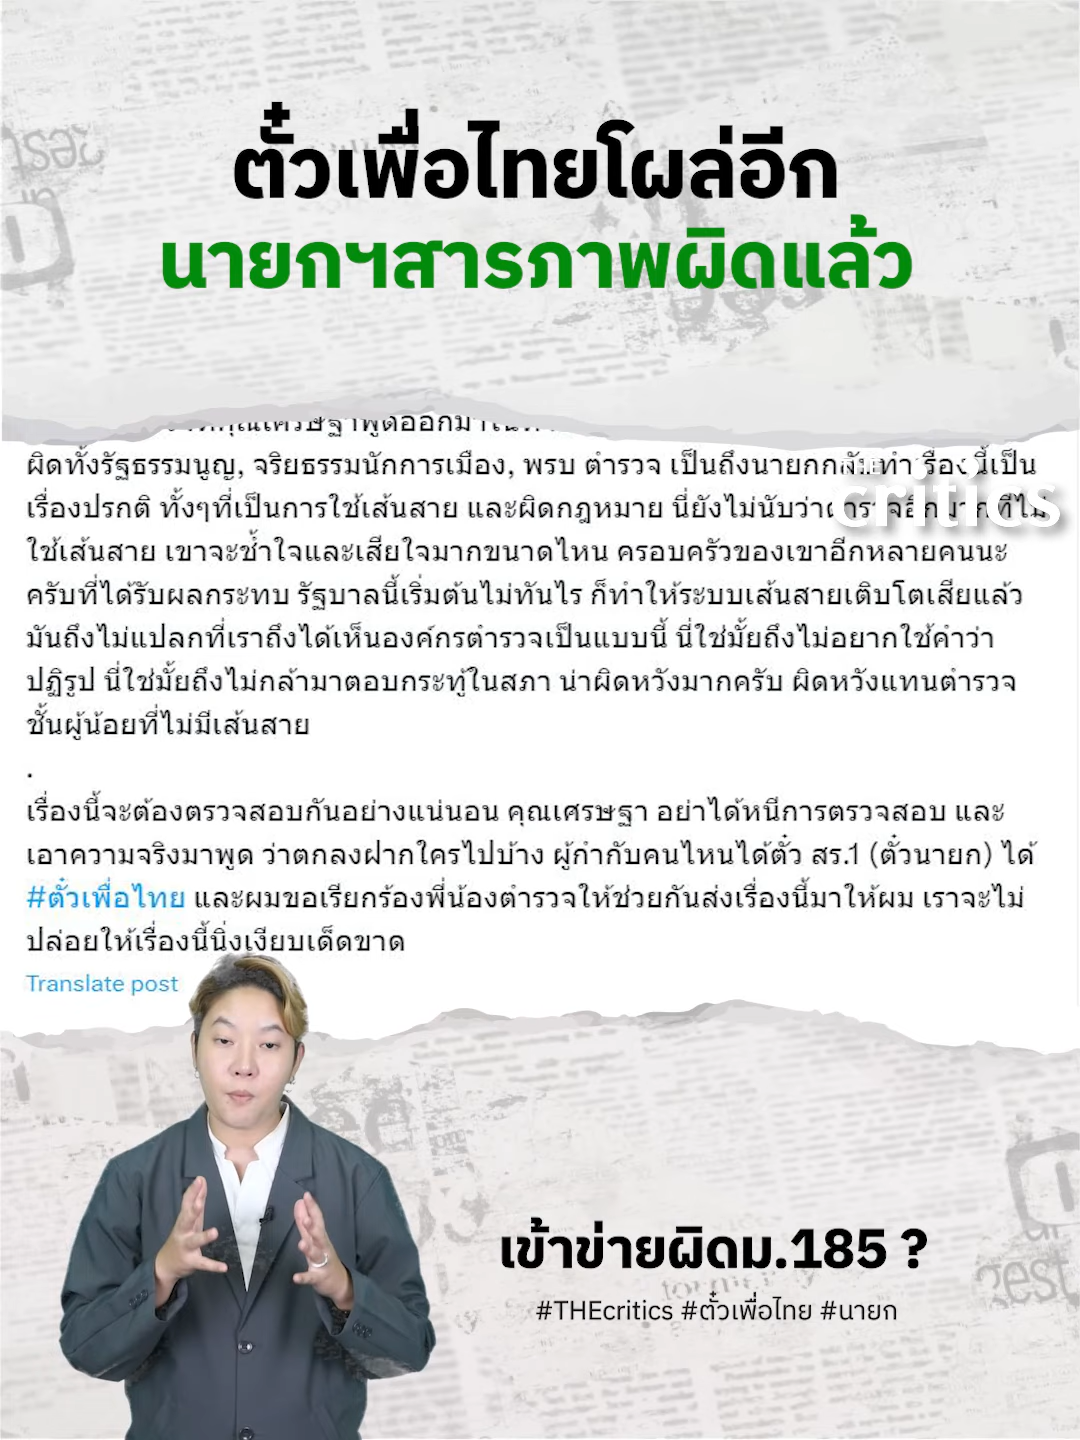 ตั๋วเพื่อไทยโผล่อีก
นายกฯสารภาพผิดแล้ว
ผิดทั้งรัฐธรรมนูญ, จริยธรรมนักการเมือง, พรบ ตำรวจ เป็นถึงนายกกลับทำเรื่องนี้เป็น
THE
critics
เรื่องปรกติ ทั้งๆที่เป็นการใช้เส้นสาย และผิดกฎหมาย นี่ยังไม่นับว่าตำรวจอีกมากที่ไม่
ใช้เส้นสาย เขาจะช้ำใจและเสียใจมากขนาดไหน ครอบครัวของเขาอีกหลายคนนะ
ครับที่ได้รับผลกระทบ รัฐบาลนี้เริ่มต้นไม่ทันไร ก็ทำให้ระบบเส้นสายเติบโตเสียแล้ว
มันถึงไม่แปลกที่เราถึงได้เห็นองค์กรตำรวจเป็นแบบนี้ นี่ใช่มั้ยถึงไม่อยากใช้คำว่า
ปฏิรูป นี่ใช่มั้ยถึงไม่กล้ามาตอบกระทู้ในสภา น่าผิดหวังมากครับ ผิดหวังแทนตำรวจ
ชั้นผู้น้อยที่ไม่มีเส้นสาย
.
เรื่องนี้จะต้องตรวจสอบกันอย่างแน่นอน คุณเศรษฐา อย่าได้หนีการตรวจสอบ และ
เอาความจริงมาพูด ว่าตกลงฝากใครไปบ้าง ผู้กำกับคนไหนได้ตั๋ว สร.1 (ตั๋วนายก) ได้
#ตั๋วเพื่อไทย และผมขอเรียกร้องพี่น้องตำรวจให้ช่วยกันส่งเรื่องนี้มาให้ผม เราจะไม่
ปล่อยให้เรื่องนี้นิ่งเงียบเด็ดขาด
Translate post
เข้าข่ายผิดม.185 ?
#THEcritics #ตั๋วเพื่อไทย #นายก